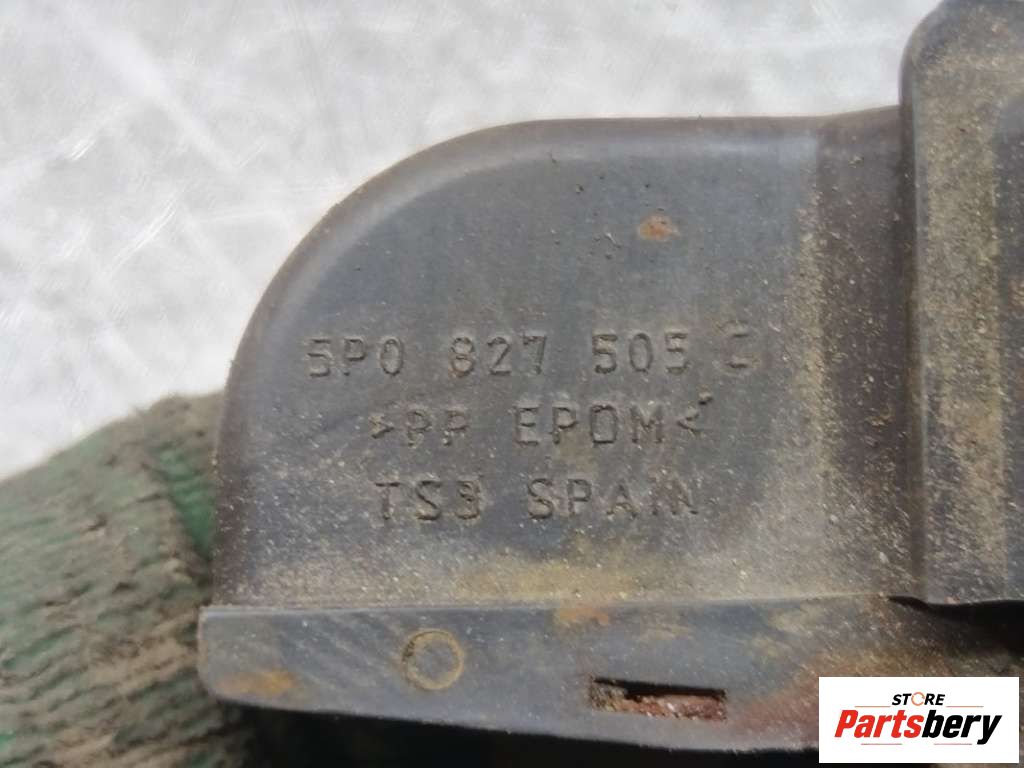 5P0 827 505 C
>PP EPDM<
TS3 SPAIN
STORE
Partsbery